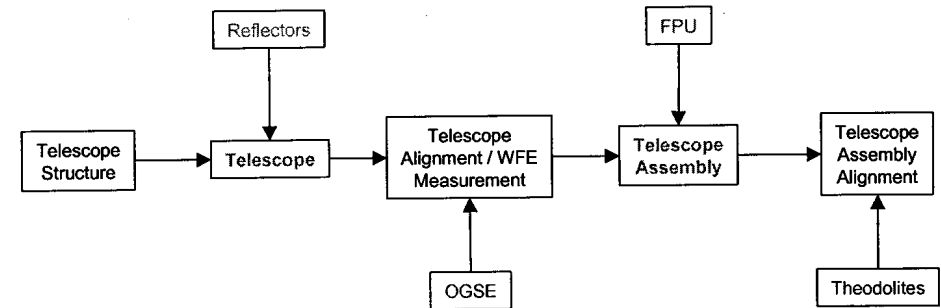 Reflectors
FPU
Telescope
Structure
Telescope
Telescope
Alignment / WFE
Measurement
Telescope
Assembly
Telescope
Assembly
Alignment
OGSE
Theodolites